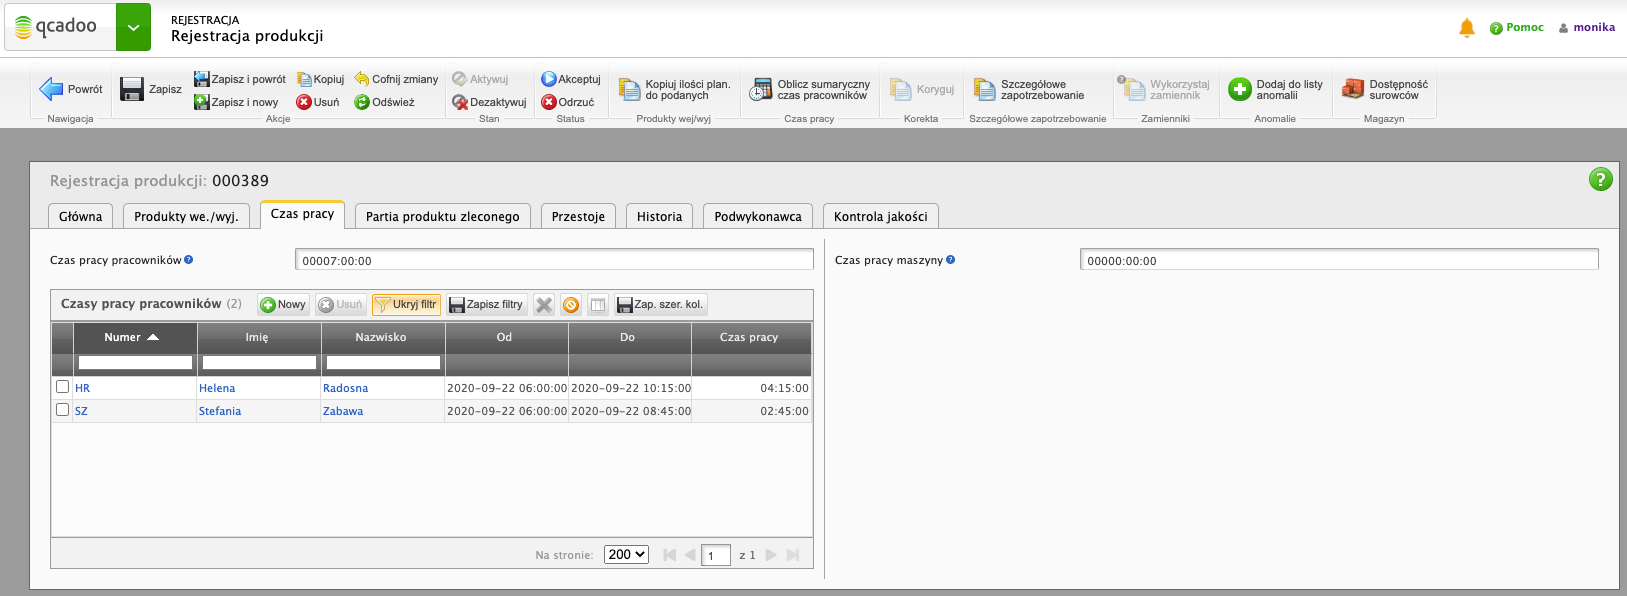 qcadoo
REJESTRACJA
Rejestracja produkcji
Pomoc
monika
Powrót
Nawigacja
Zapisz
Zapisz i powrót
Kopiuj
Cofnij zmiany
Zapisz i nowy
Usuń
Odśwież
Akcje
Aktywuj
Dezaktywuj
Stan
Akceptuj
Odrzuć
Status
Kopiuj ilości plan.
do podanych
Produkty wej/wyj
Oblicz sumaryczny
czas pracowników
Czas pracy
Koryguj
Korekta
Szczegółowe
zapotrzebowanie
Szczegółowe zapotrzebowanie
Wykorzystaj
zamiennik
Zamienniki
Dodaj do listy
anomalii
Anomalie
Dostępność
surowców
Magazyn
Rejestracja produkcji: 000389
Główna
Produkty we./wyj.
Czas pracy
Partia produktu zleconego
Przestoje
Historia
Podwykonawca
Kontrola jakości
Czas pracy pracowników
00007:00:00
Czas pracy maszyny
00000:00:00
Czasy pracy pracowników (2)
Nowy
Usuń
Ukryj filtr
Zapisz filtry
Zap. szer. kol.
Numer Imię Nazwisko Od Do Czas pracy
HR Helena Radosna 2020-09-22 06:00:00 2020-09-22 10:15:00 04:15:00
SZ Stefania Zabawa 2020-09-22 06:00:00 2020-09-22 08:45:00 02:45:00
Na stronie: 200 1 z 1